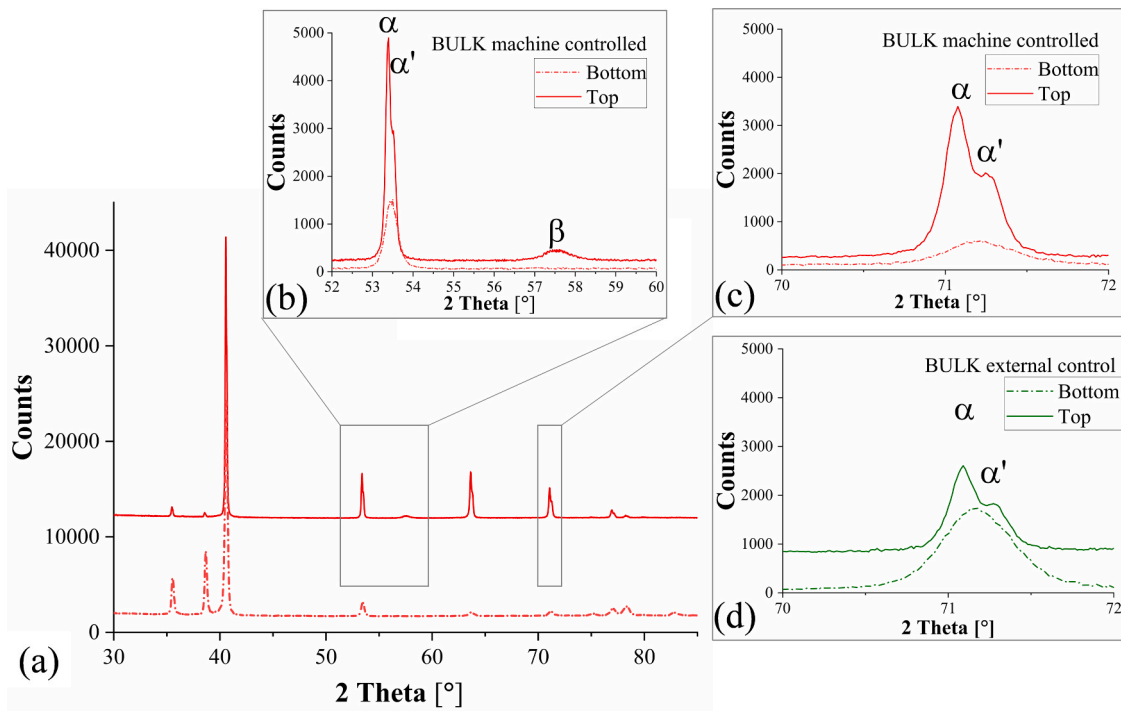 5000
4000
3000
2000
1000
0
Counts
α
α'
BULK machine controlled
Bottom
Top
β
52 53 54 55 56 57 58 59 60
2 Theta [°]
(b)
5000
4000
3000
2000
1000
0
Counts
BULK machine controlled
Bottom
Top
α
α'
70 71 72
2 Theta [°]
(c)
40000
30000
20000
10000
0
Counts
30 40 50 60 70 80
2 Theta [°]
(a)
5000
4000
3000
2000
1000
0
Counts
BULK external control
Bottom
Top
α
α'
70 71 72
2 Theta [°]
(d)